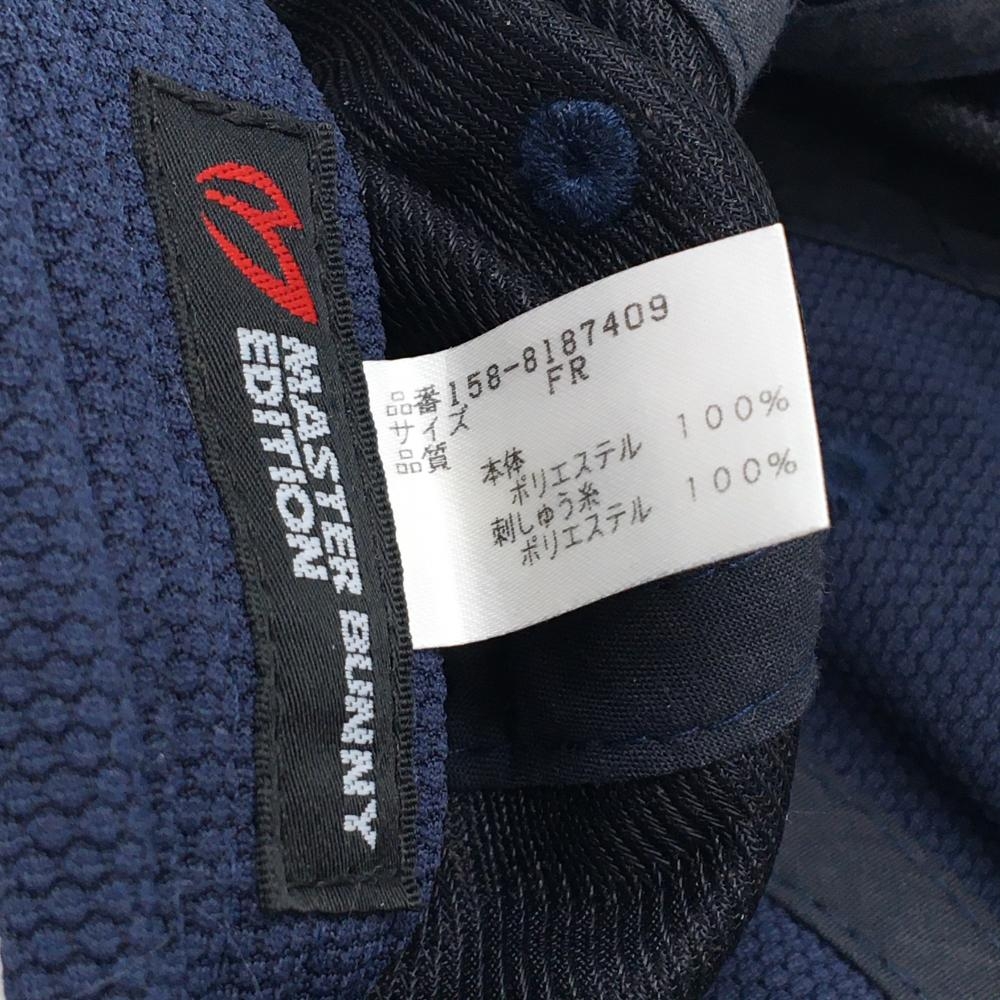 MASTER BUNNY
EDITION
品番158-8187409
サイズ FR
品質 本体
ポリエステル 100%
刺しゅう糸
ポリエステル 100%